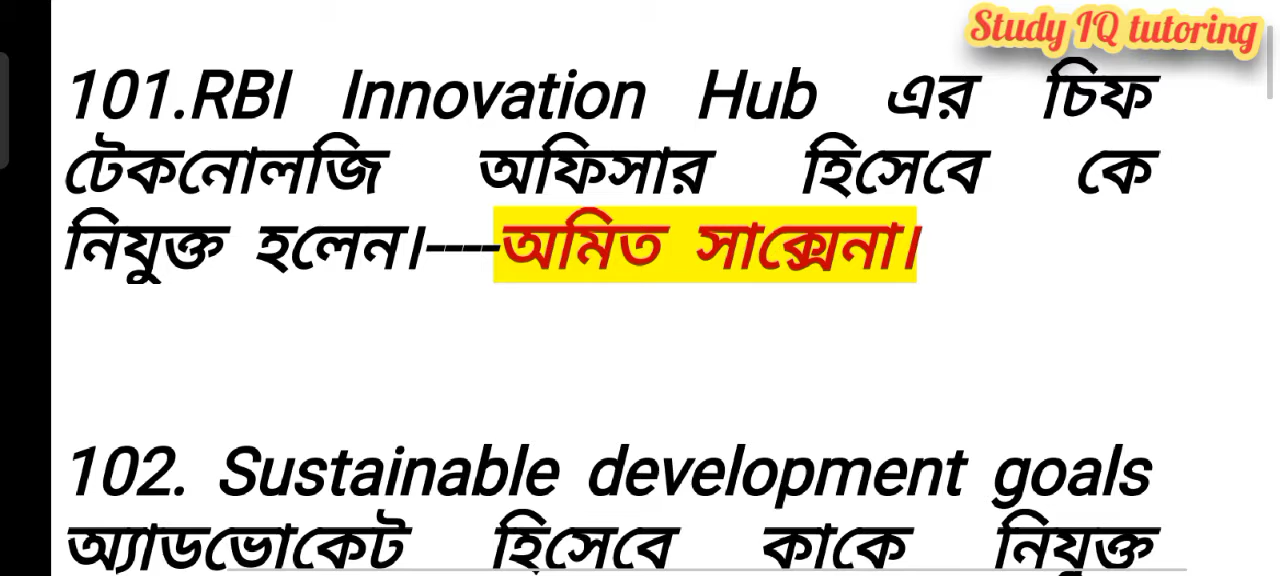 Study IQ tutoring
101.RBI Innovation Hub এর চিফ
টেকনোলজি অফিসার হিসেবে কে
নিযুক্ত হলেন।----অমিত সাক্সেনা।
102. Sustainable development goals
অ্যাডভোকেট হিসেবে কাকে নিযুক্ত